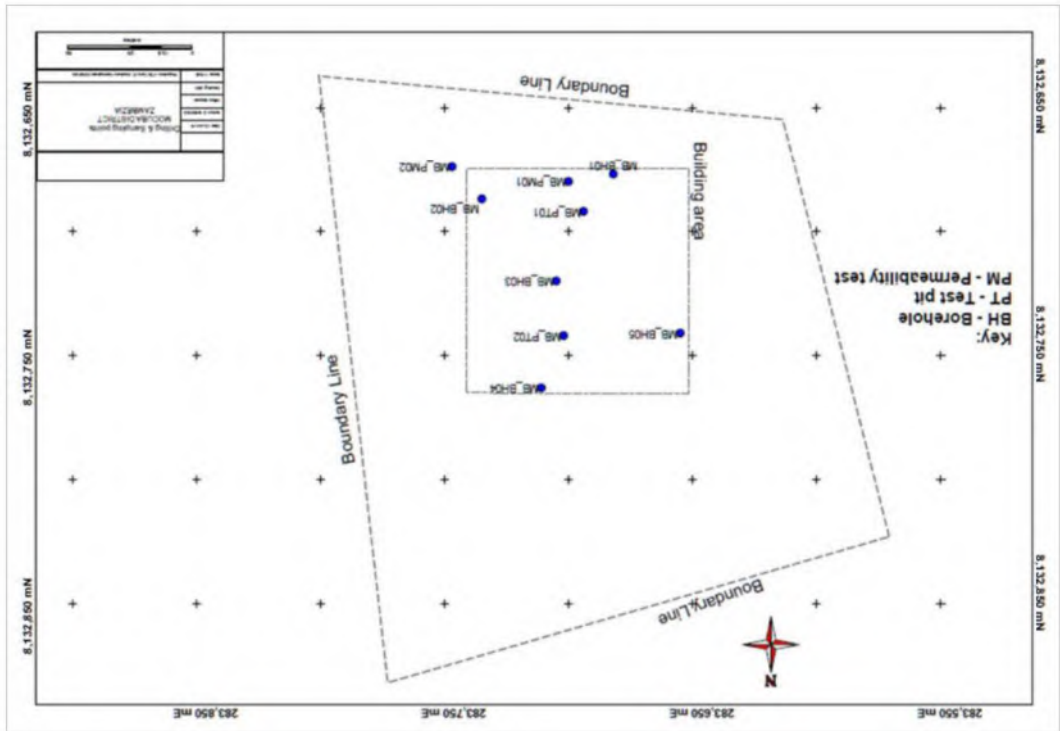 283,550 mE
283,650 mE
283,750 mE
283,850 mE
N
8,132,850 mN
8,132,850 mN
Boundary Line
Boundary Line
MB_BH04
Key:
BH - Borehole
PT - Test pit
PM - Permeability test
8,132,750 mN
8,132,750 mN
MB_BH05
MB_PT02
MB_BH03
Building area
MB_PT01
MB_BH02
MB_PM01
MB_BH01
MB_PM02
Boundary Line
8,132,650 mN
8,132,650 mN
Drilling & Sampling points
MOCUBA DISTRICT
ZAMBEZIA